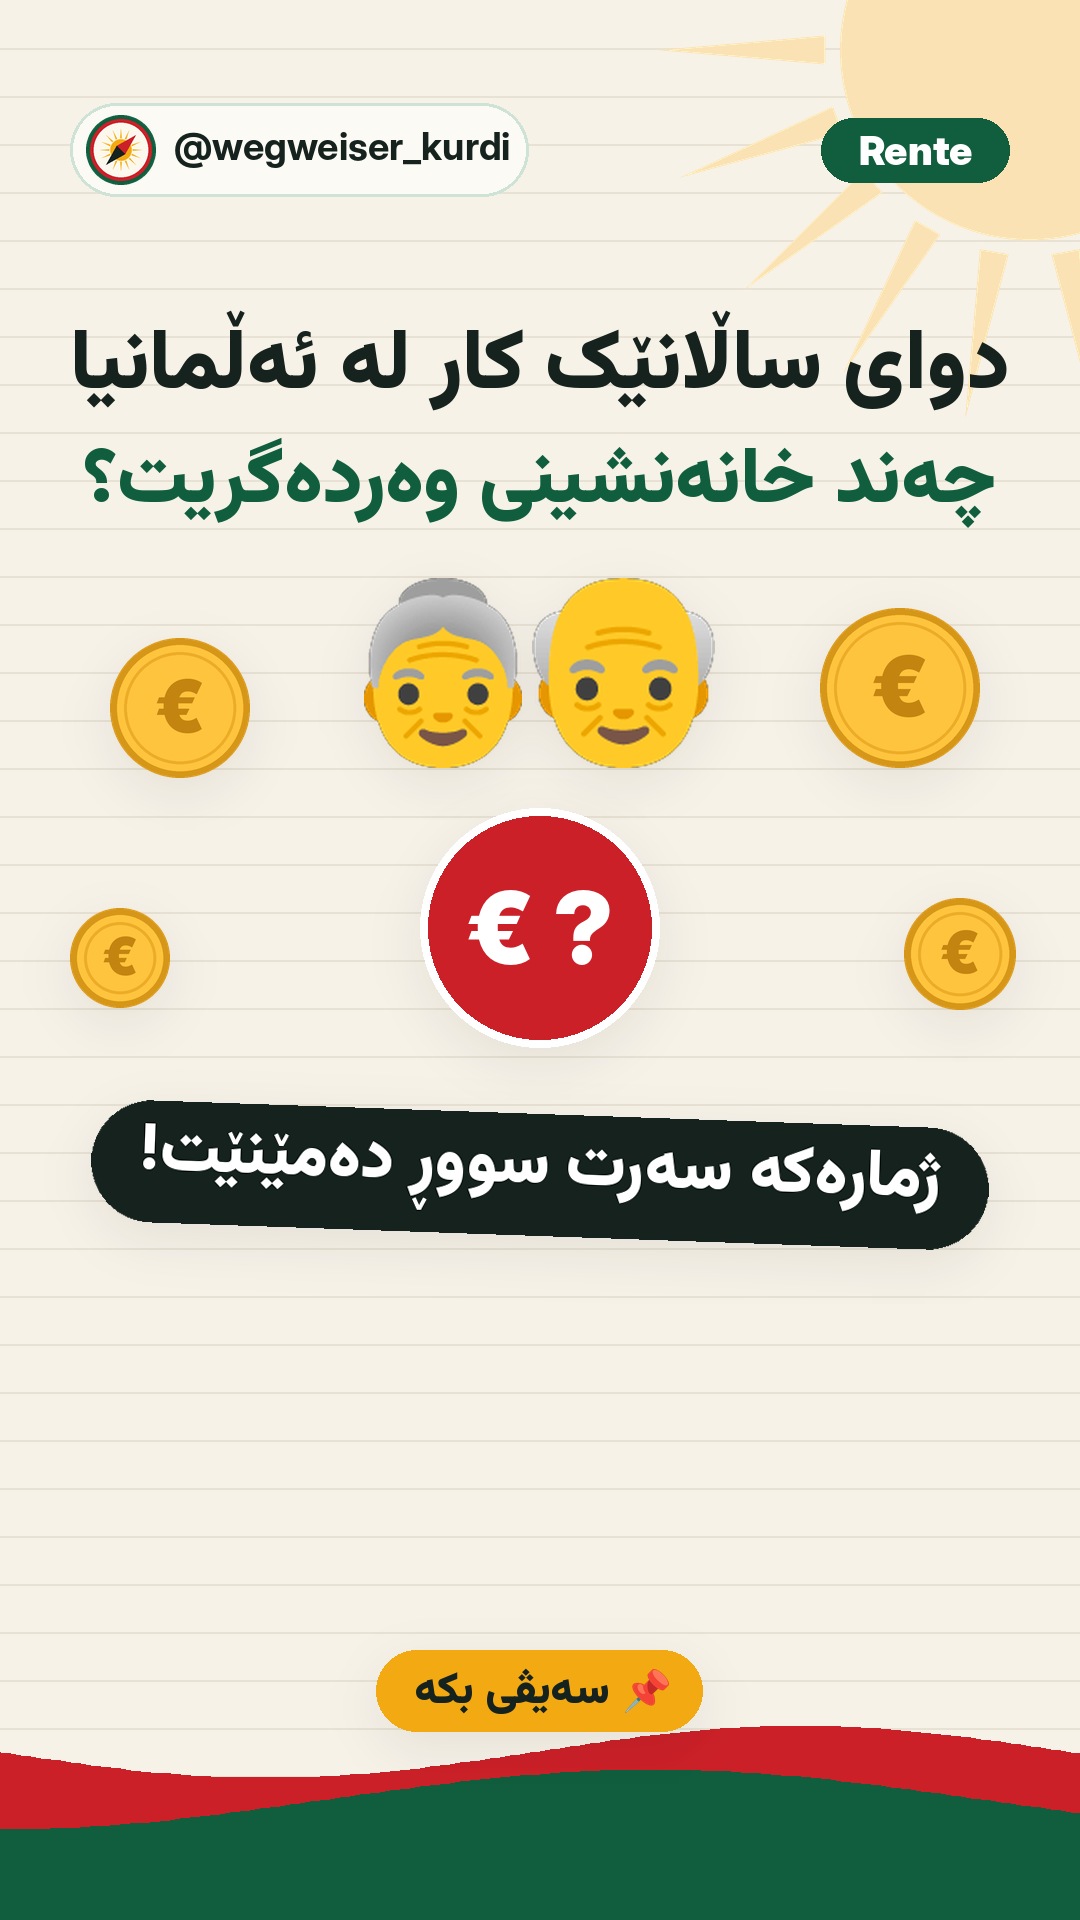 @wegweiser_kurdi
Rente
دوای ساڵانێک کار لە ئەڵمانیا
چەند خانەنشینی وەردەگریت؟
€
€
€ ?
€
€
ژمارەکە سەرت سووڕ دەمێنێت!
📌 سەیڤی بکە